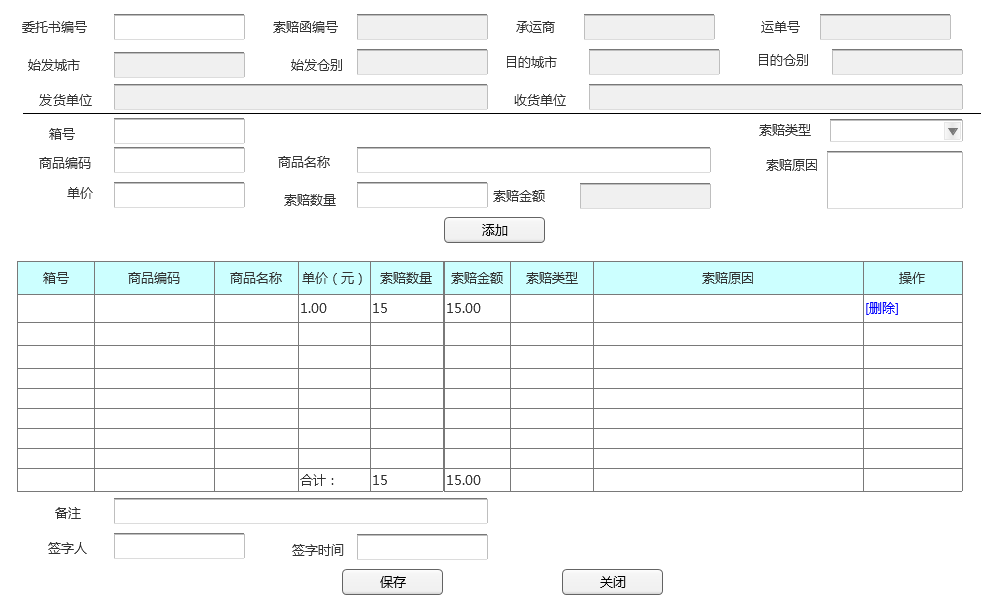 委托书编号 索赔函编号 承运商 运单号
始发城市 始发仓别 目的城市 目的仓别
发货单位 收货单位
箱号 索赔类型
商品编码 商品名称 索赔原因
单价 索赔数量 索赔金额
添加
箱号 商品编码 商品名称 单价（元） 索赔数量 索赔金额 索赔类型 索赔原因 操作
1.00 15 15.00 [删除]
合计： 15 15.00
备注
签字人 签字时间
保存 关闭